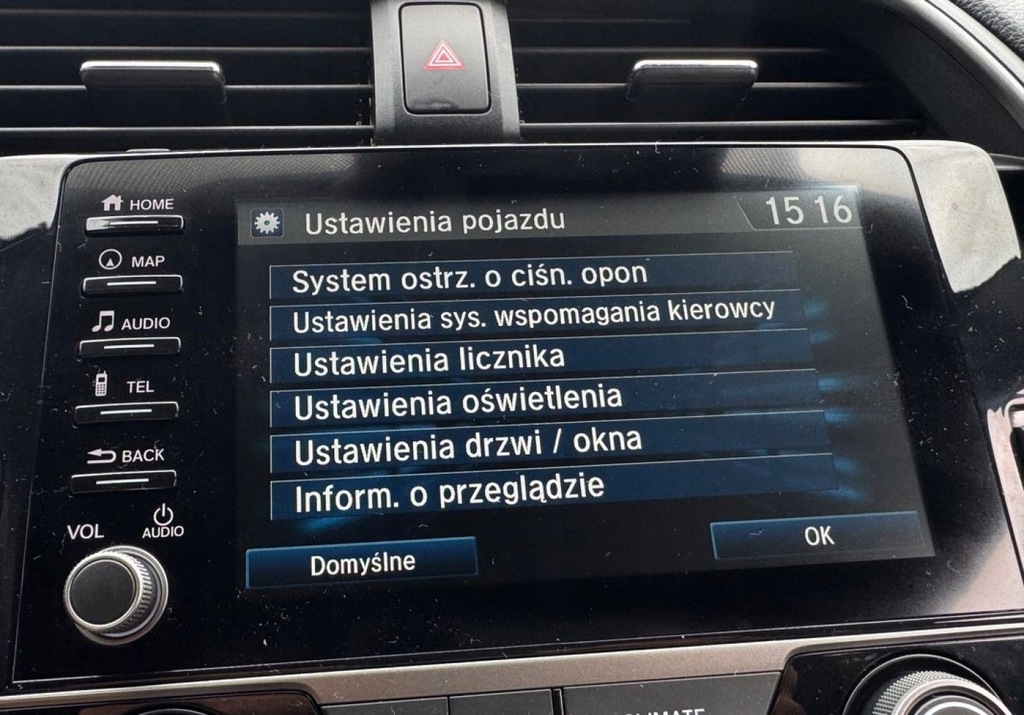 HOME
MAP
AUDIO
TEL
BACK
VOL
AUDIO
Ustawienia pojazdu
15 16
System ostrz. o ciśn. opon
Ustawienia sys. wspomagania kierowcy
Ustawienia licznika
Ustawienia oświetlenia
Ustawienia drzwi / okna
Inform. o przeglądzie
Domyślne
OK
CLIMATE